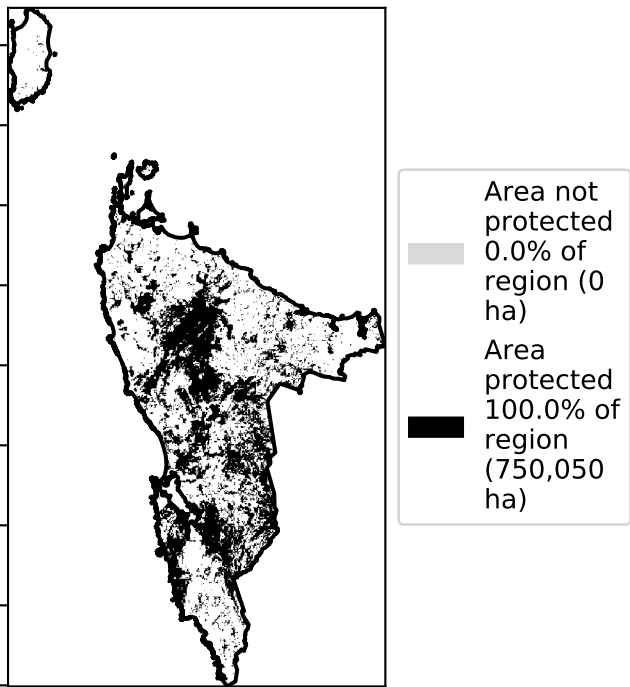 Area not
protected
0.0% of
region (0
ha)
Area
protected
100.0% of
region
(750,050
ha)